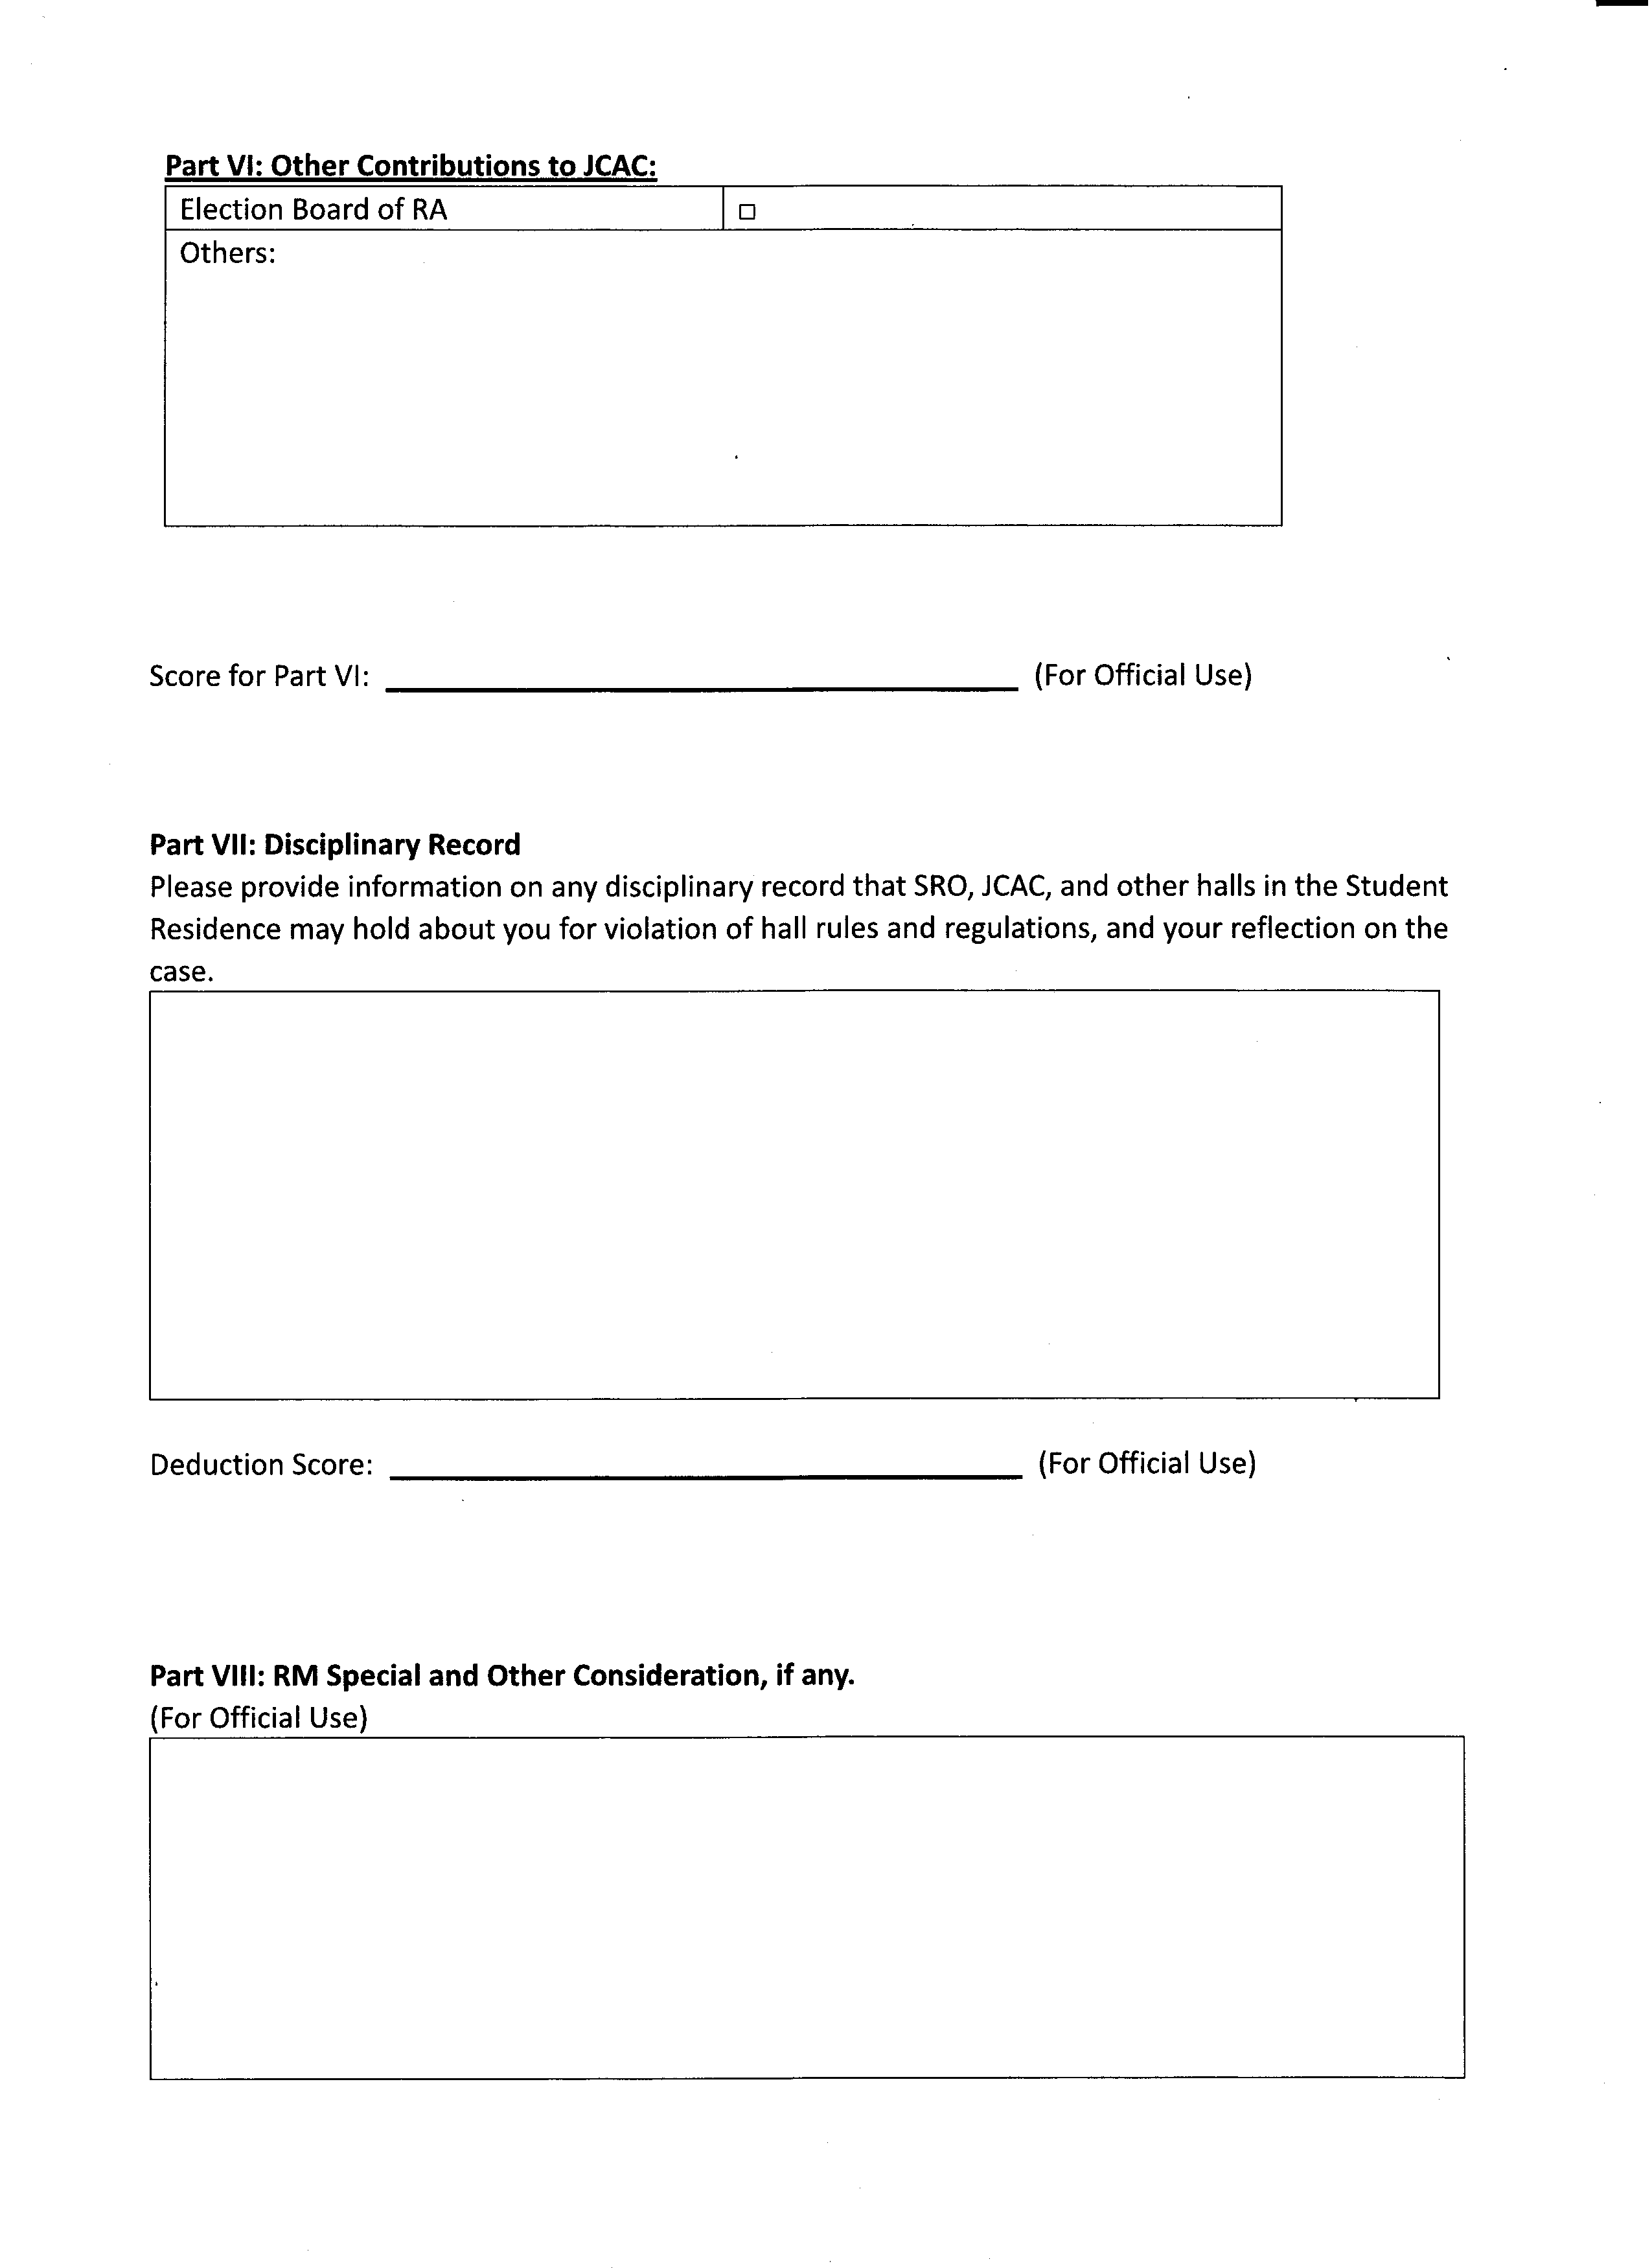 Part VI: Other Contributions to JCAC:
Election Board of RA □
Others:
Score for Part VI: (For Official Use)
Part VII: Disciplinary Record
Please provide information on any disciplinary record that SRO, JCAC, and other halls in the Student
Residence may hold about you for violation of hall rules and regulations, and your reflection on the
case.
Deduction Score: (For Official Use)
Part VIII: RM Special and Other Consideration, if any.
(For Official Use)